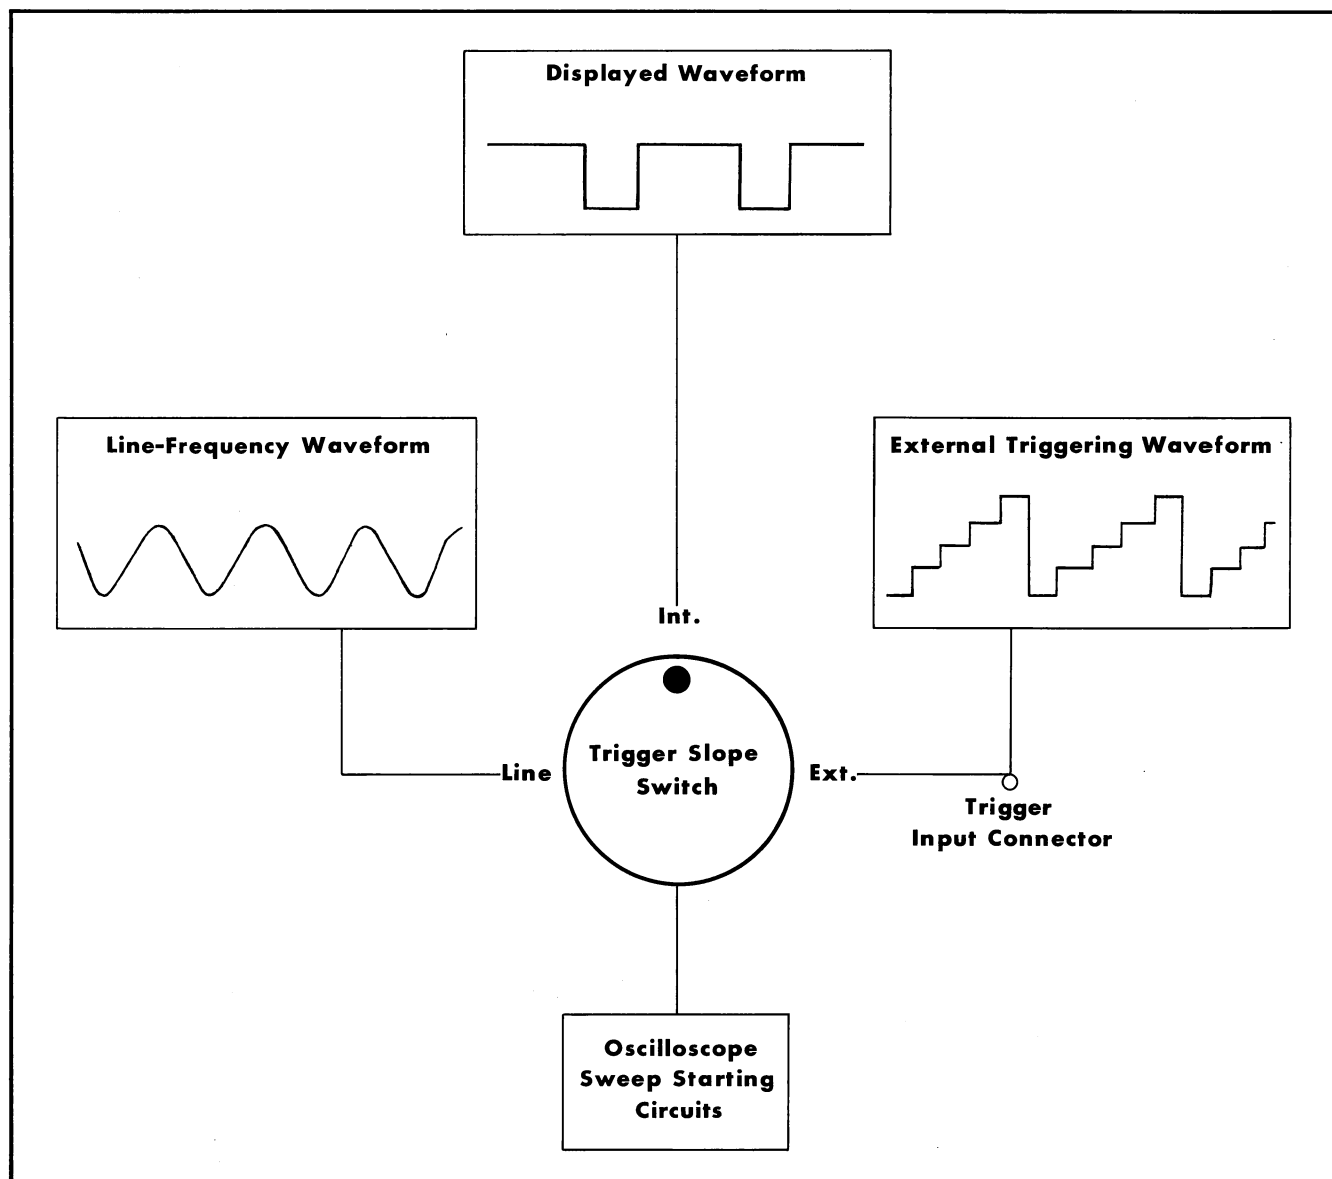 Displayed Waveform
Line-Frequency Waveform
External Triggering Waveform
Int.
Line
Trigger Slope
Switch
Ext.
Trigger
Input Connector
Oscilloscope
Sweep Starting
Circuits